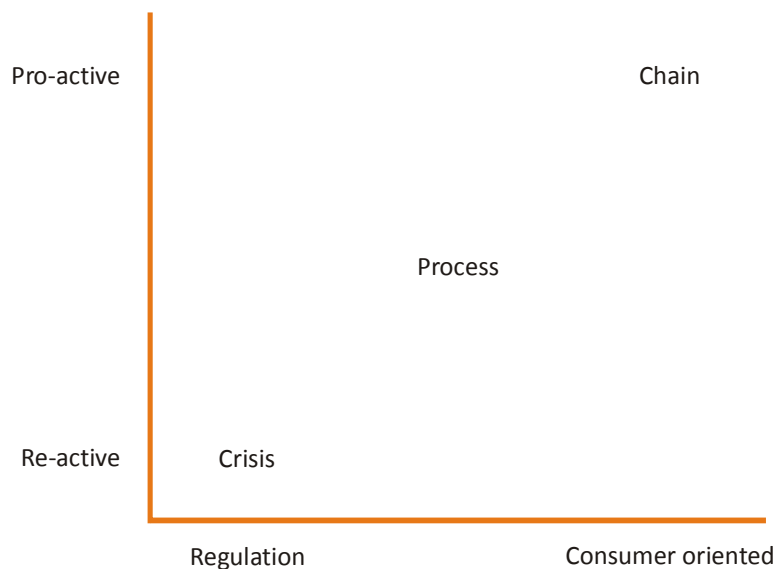 Pro-active
Chain
Process
Re-active
Crisis
Regulation
Consumer oriented